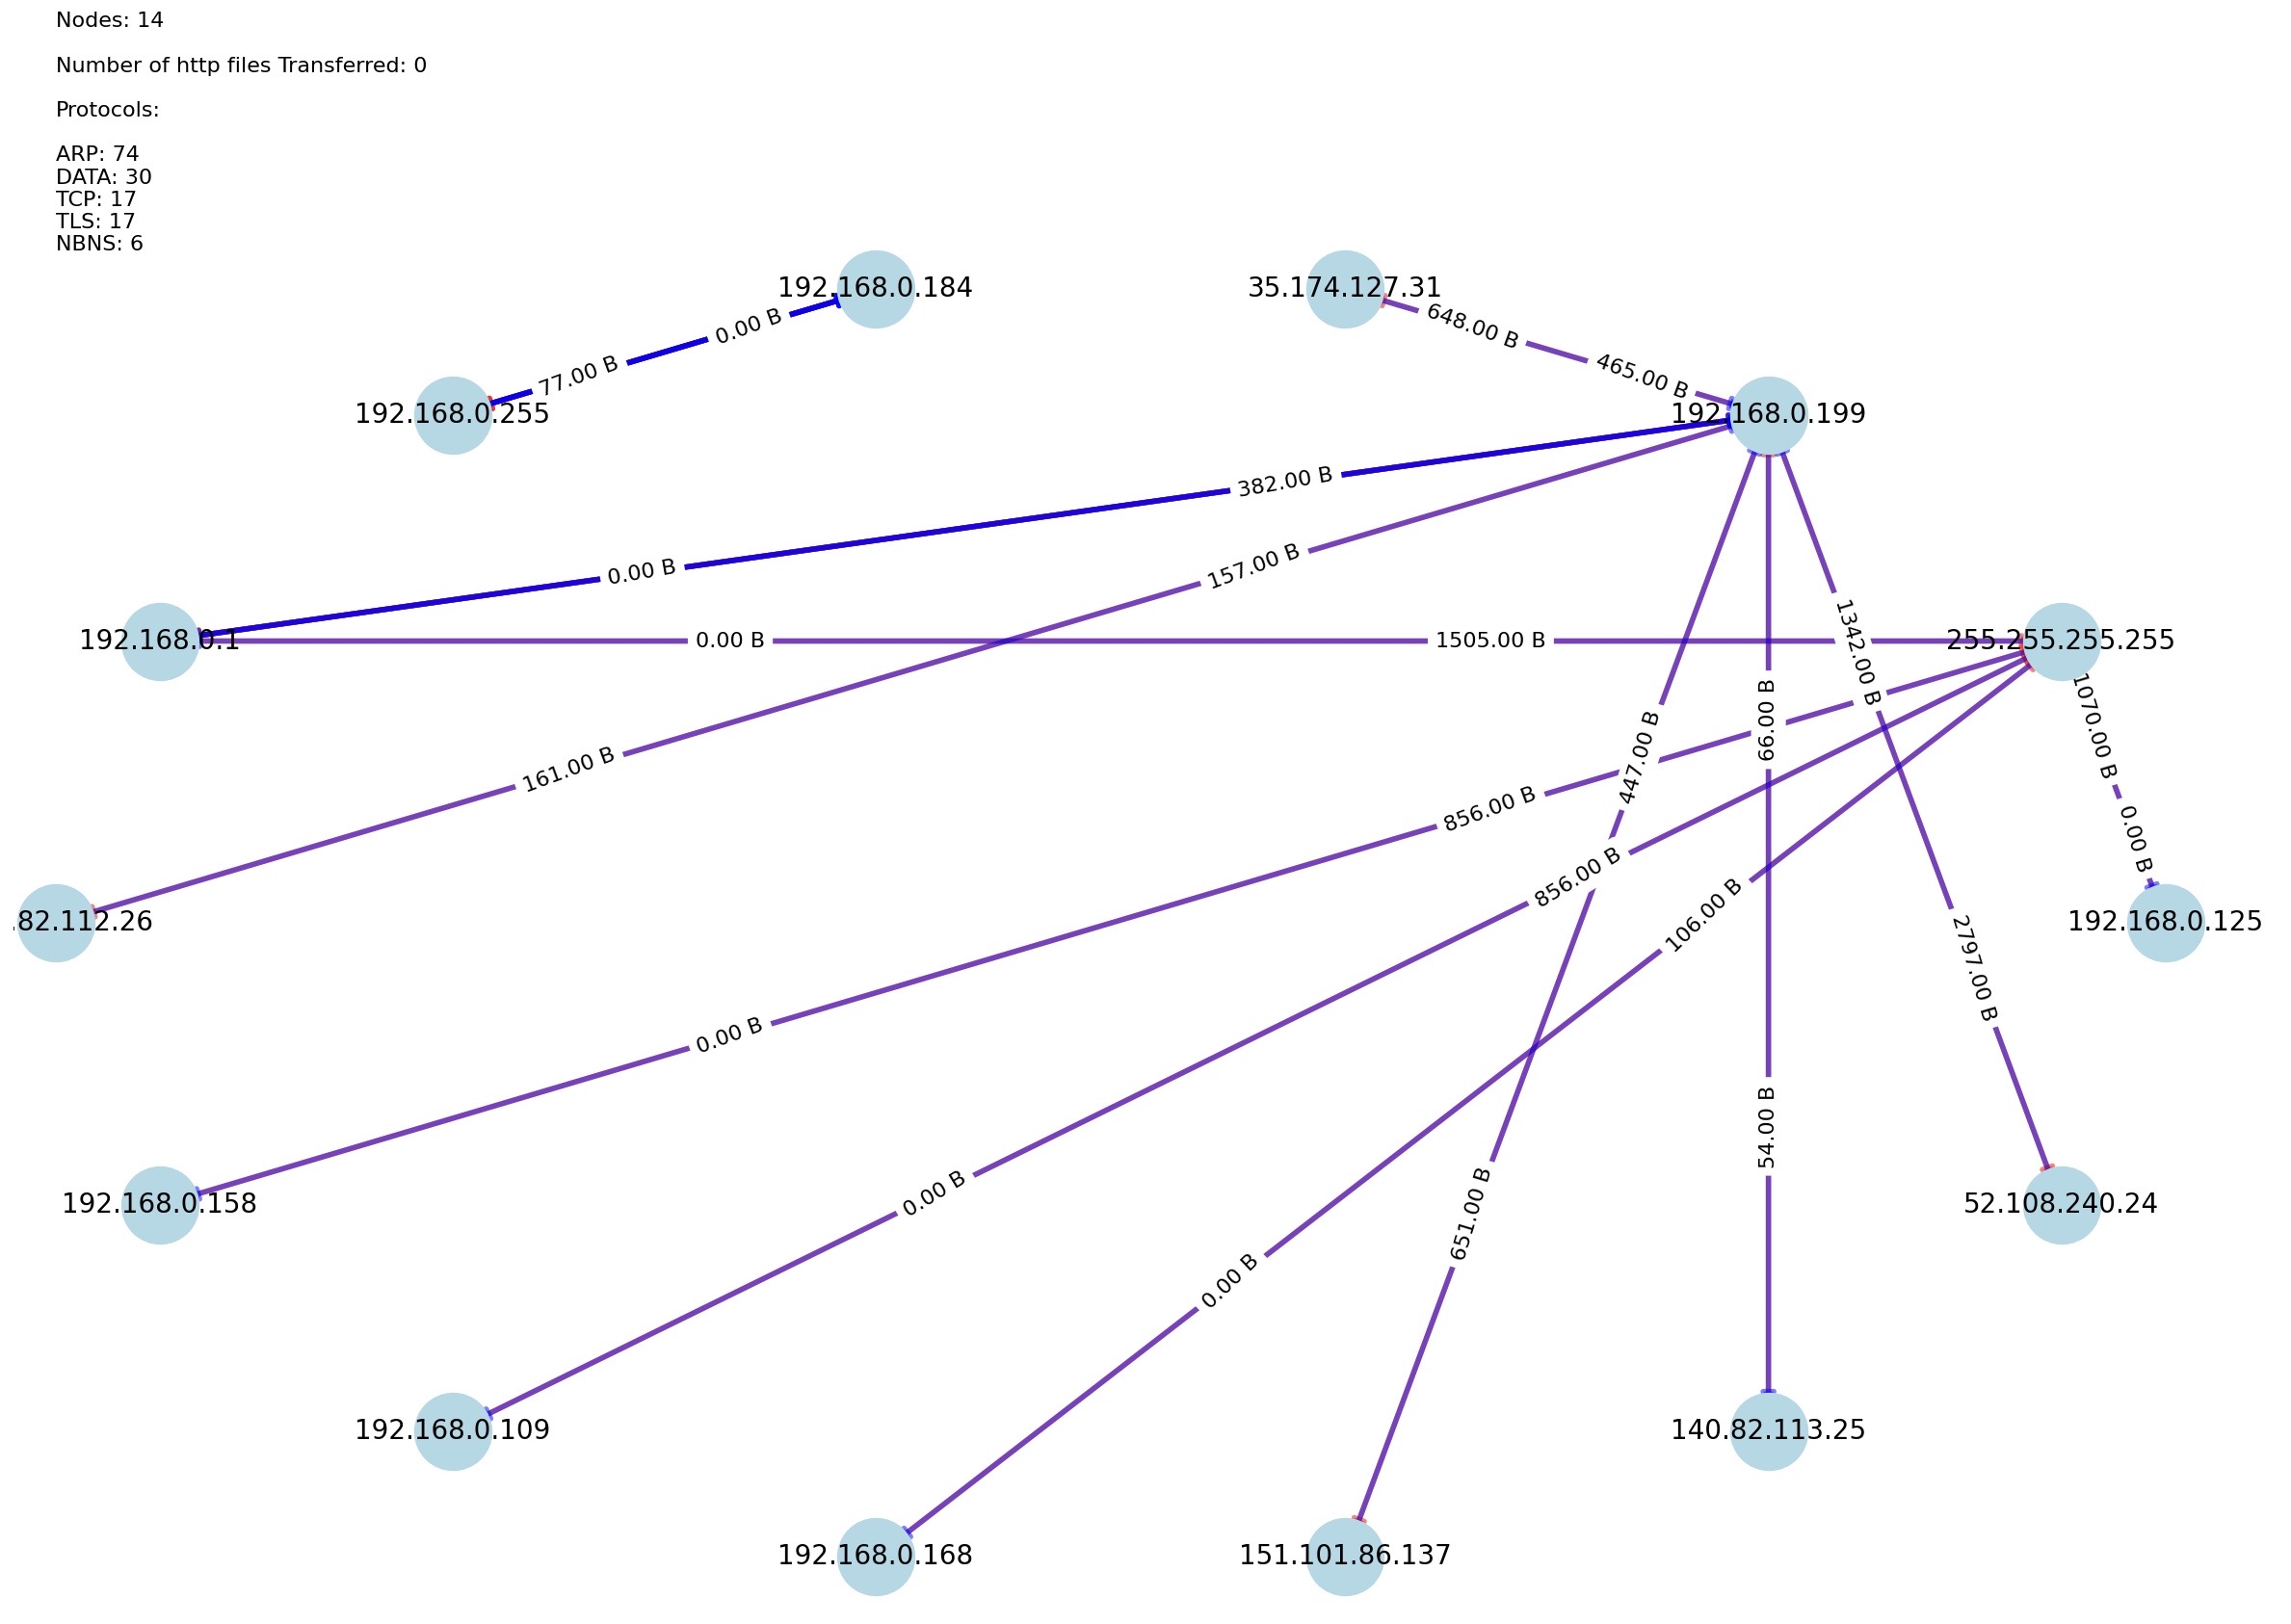 Nodes: 14
Number of http files Transferred: 0
Protocols:
ARP: 74
DATA: 30
TCP: 17
TLS: 17
NBNS: 6
192.168.0.184
35.174.127.31
0.00 B
648.00 B
77.00 B
465.00 B
192.168.0.255
192.168.0.199
382.00 B
157.00 B
0.00 B
192.168.0.1
0.00 B
1505.00 B
1342.00 B
255.255.255.255
66.00 B
1070.00 B
447.00 B
161.00 B
856.00 B
0.00 B
856.00 B
106.00 B
.82.112.26
192.168.0.125
2797.00 B
0.00 B
54.00 B
0.00 B
192.168.0.158
651.00 B
52.108.240.24
0.00 B
192.168.0.109
140.82.113.25
192.168.0.168
151.101.86.137